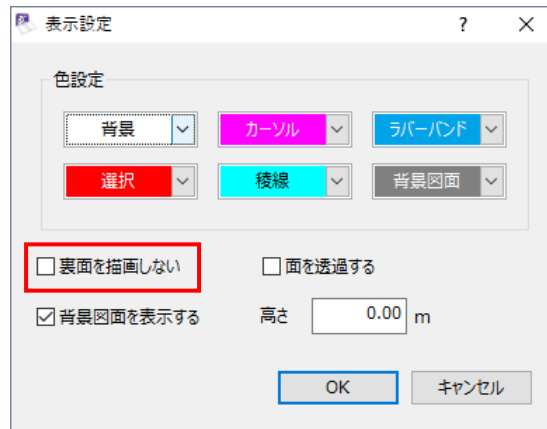 表示設定
?
色設定
背景 カーソル ラバーバンド
選択 稜線 背景図面
裏面を描画しない 面を透過する
背景図面を表示する 高さ 0.00 m
OK キャンセル